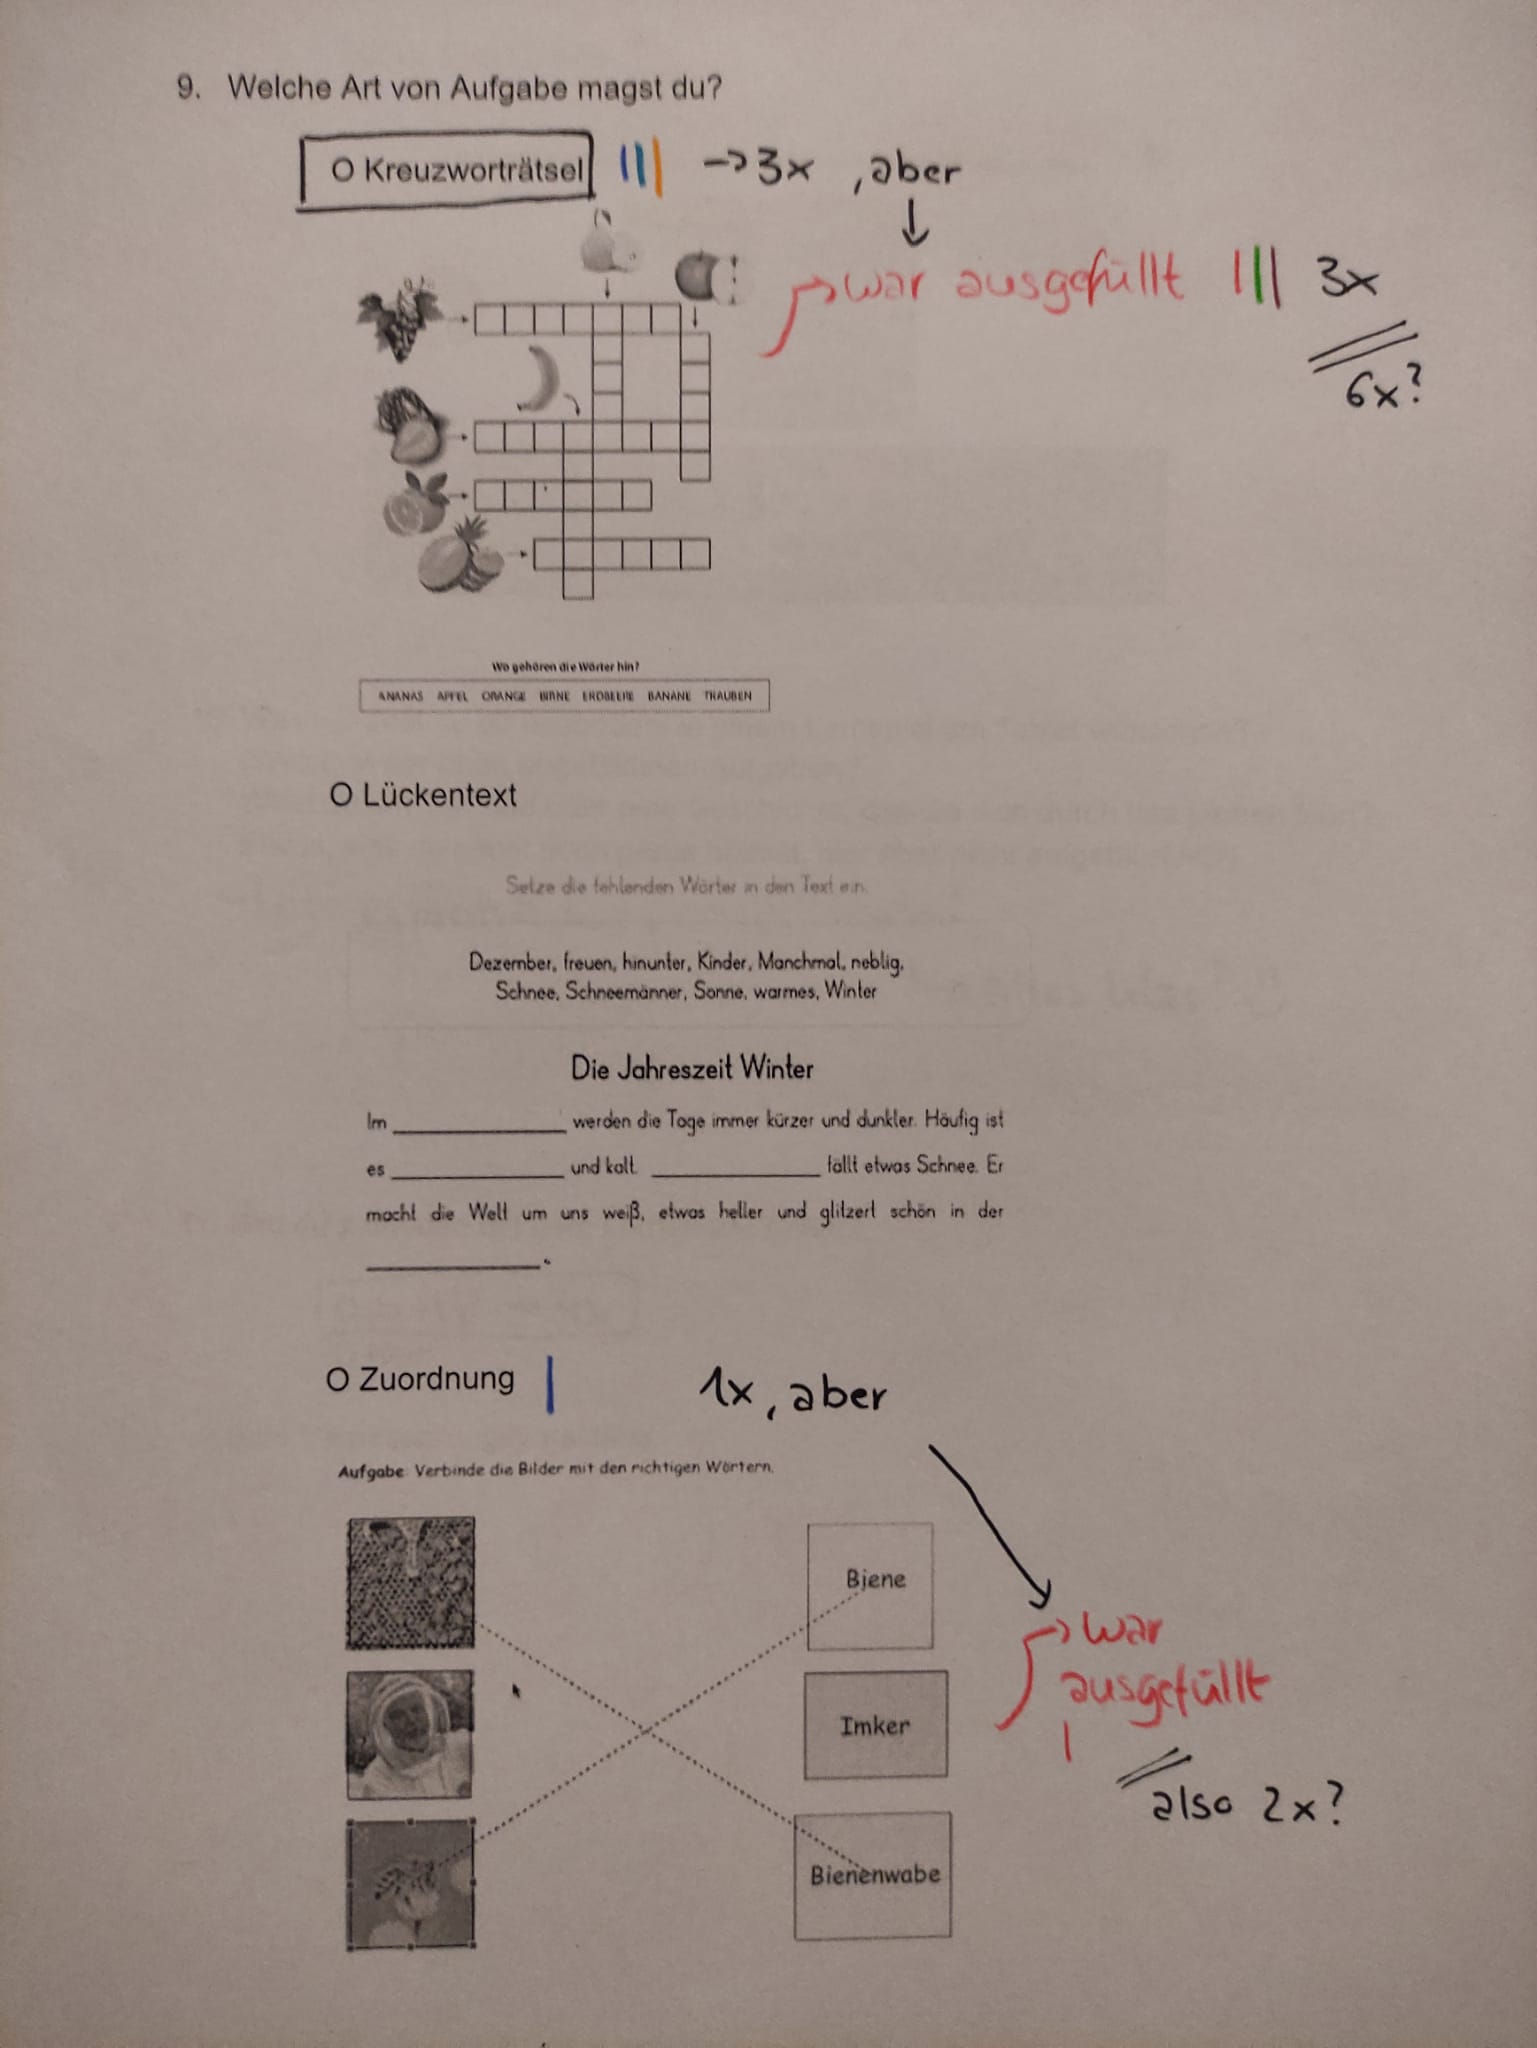 9. Welche Art von Aufgabe magst du?
O Kreuzworträtsel ||| -> 3x , aber
↓
-> war ausgefüllt ||| 3x
6x?
Wo gehören die Wörter hin?
ANANAS APFEL ORANGE BIRNE ERDBEERE BANANE TRAUBEN
O Lückentext
Setze die fehlenden Wörter in den Text ein.
Dezember, freuen, hinunter, Kinder, Manchmal, neblig,
Schnee, Schneemänner, Sonne, warmes, Winter
Die Jahreszeit Winter
Im ____________ werden die Tage immer kürzer und dunkler. Häufig ist
es ____________ und kalt. ____________ fällt etwas Schnee. Er
macht die Welt um uns weiß, etwas heller und glitzert schön in der
____________.
O Zuordnung | 1x, aber
Aufgabe: Verbinde die Bilder mit den richtigen Wörtern.
Biene
-> war
ausgefüllt
|
Imker
also 2x?
Bienenwabe